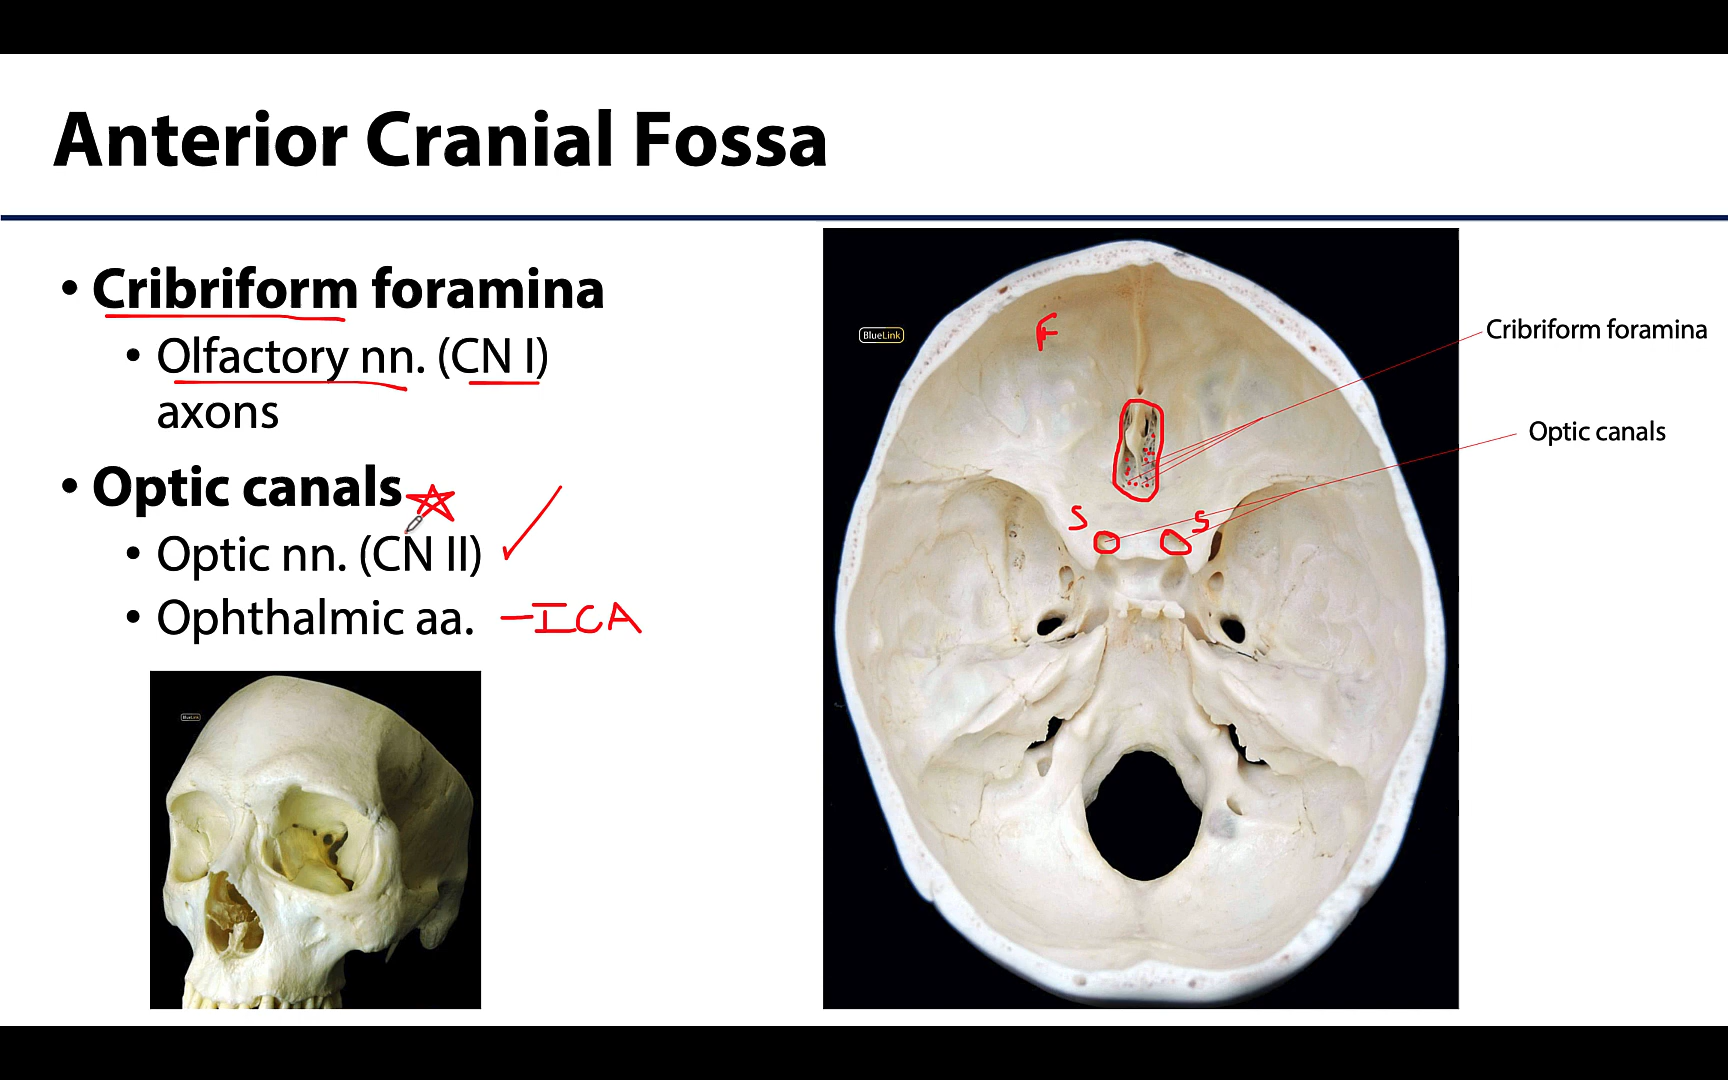 Anterior Cranial Fossa
• Cribriform foramina
• Olfactory nn. (CN I)
axons
• Optic canals
• Optic nn. (CN II)
• Ophthalmic aa. – ICA
BlueLink
BlueLink
F
S
S
Cribriform foramina
Optic canals